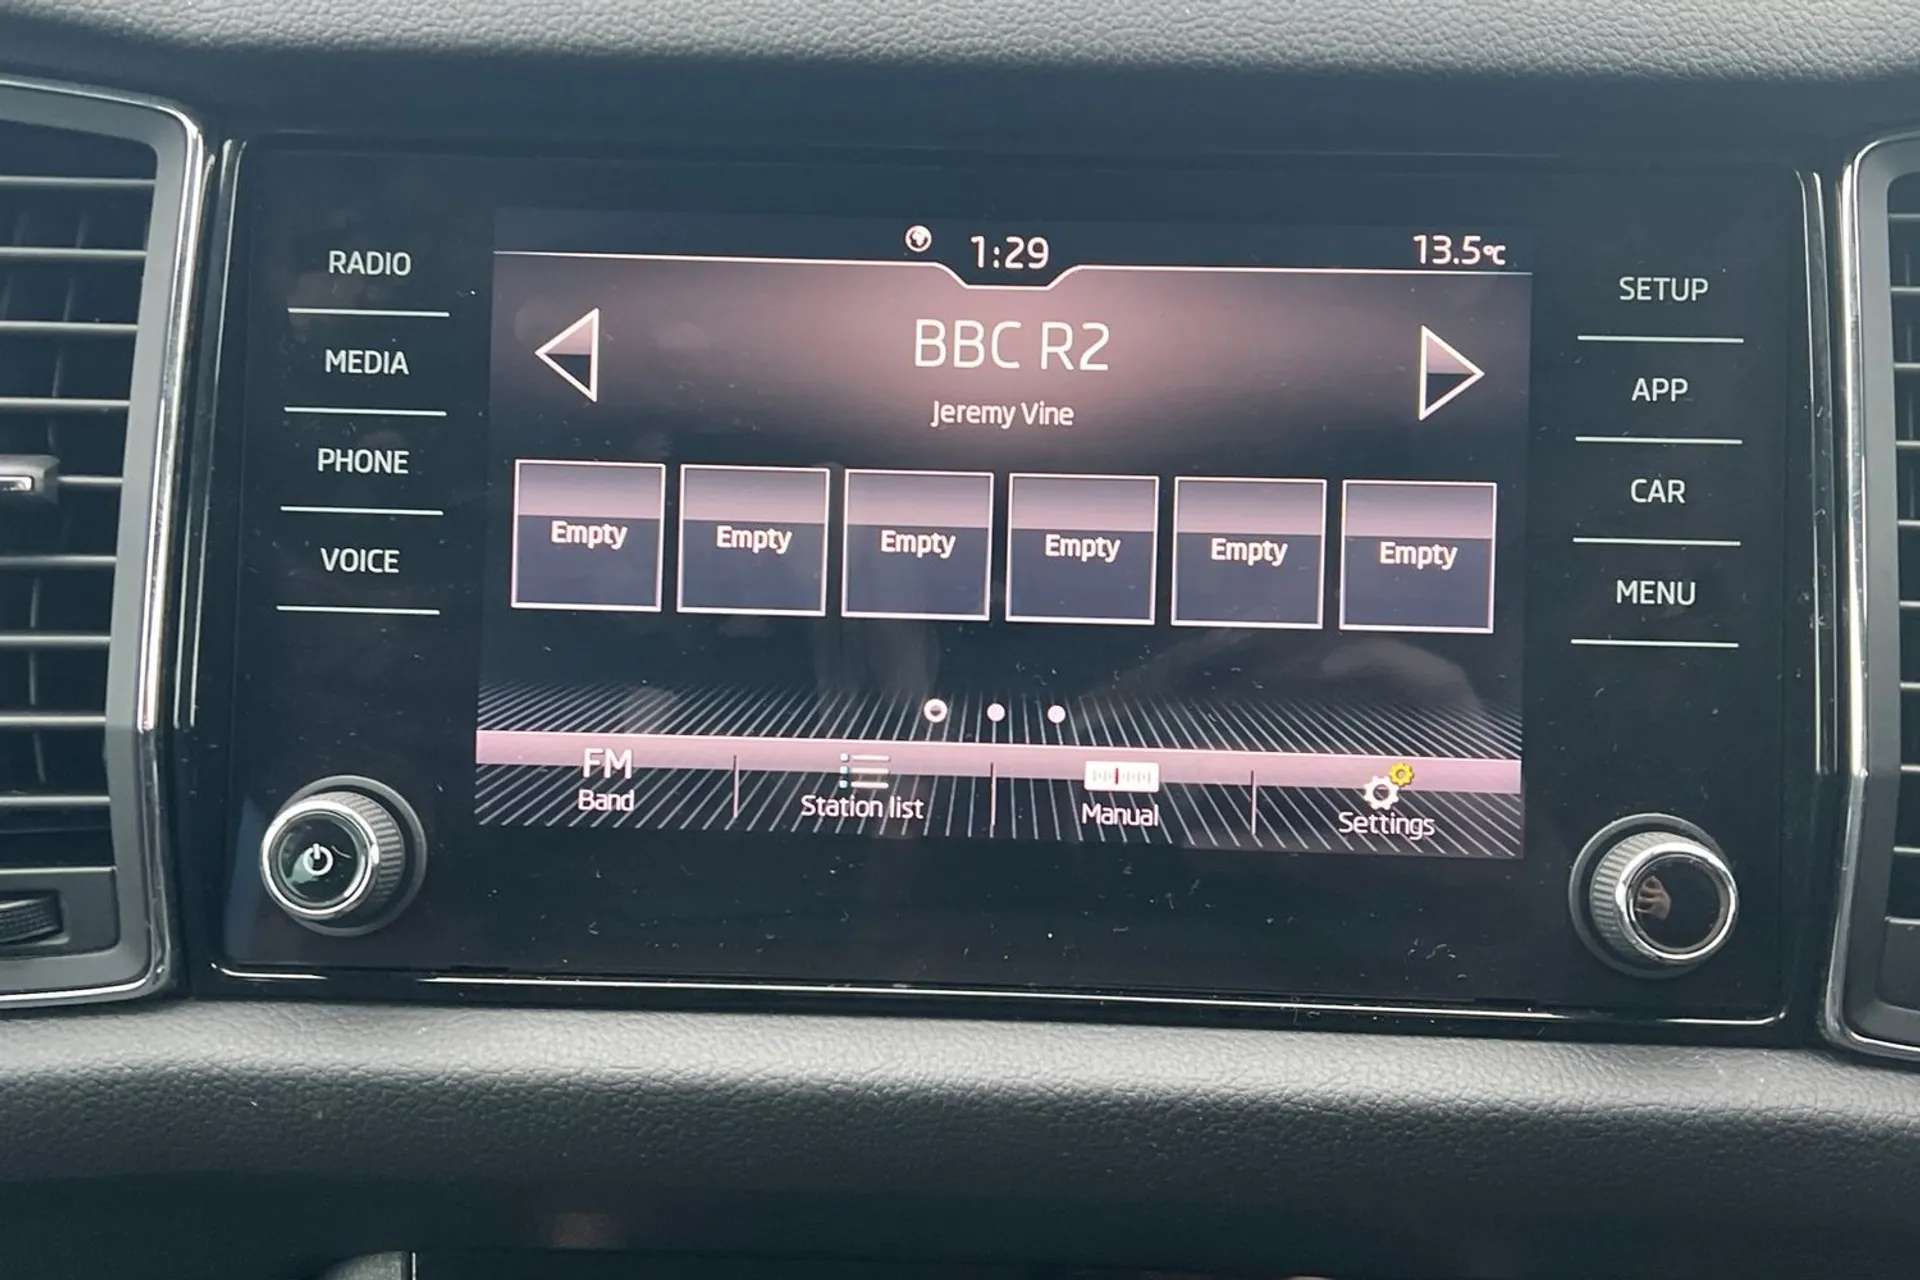 1:29
13.5°C
RADIO
MEDIA
PHONE
VOICE
BBC R2
Jeremy Vine
Empty Empty Empty Empty Empty Empty
FM
Band
Station list
Manual
Settings
SETUP
APP
CAR
MENU